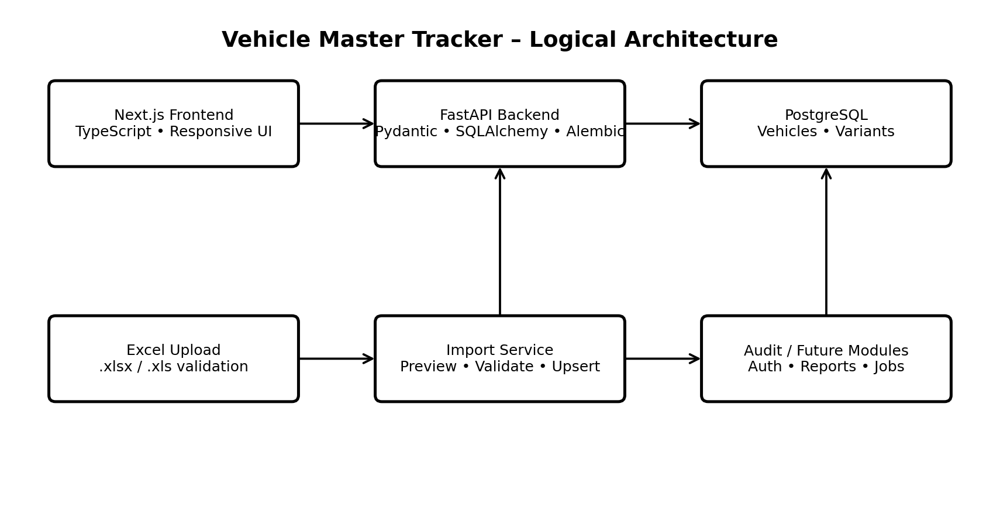 Vehicle Master Tracker – Logical Architecture
Next.js Frontend
TypeScript • Responsive UI
FastAPI Backend
Pydantic • SQLAlchemy • Alembic
PostgreSQL
Vehicles • Variants
Excel Upload
.xlsx / .xls validation
Import Service
Preview • Validate • Upsert
Audit / Future Modules
Auth • Reports • Jobs